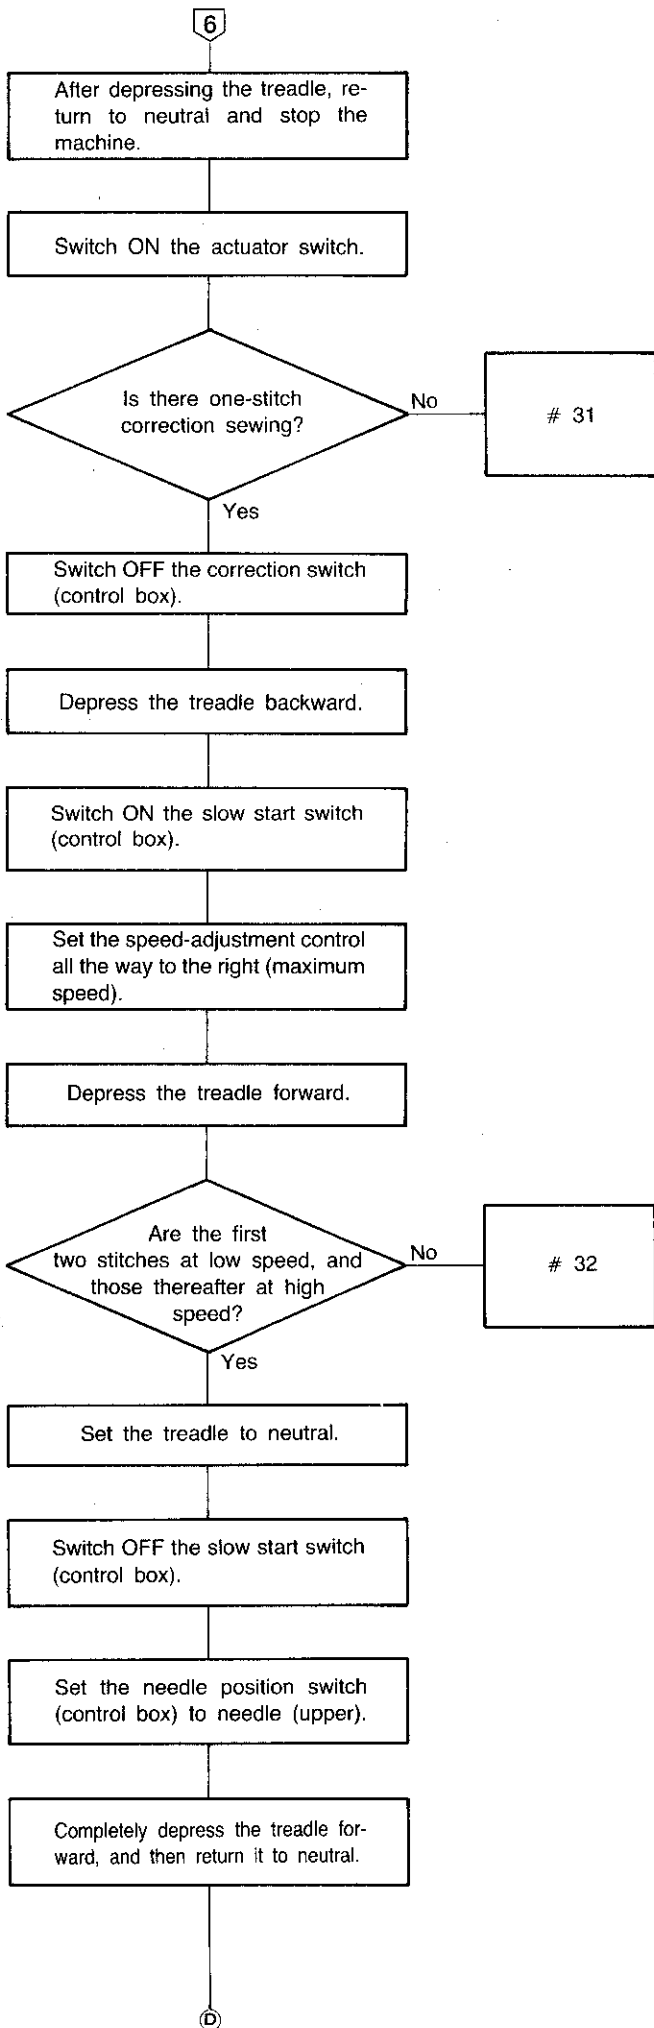 6
After depressing the treadle, re-
turn to neutral and stop the
machine.
Switch ON the actuator switch.
Is there one-stitch
correction sewing?
No
# 31
Yes
Switch OFF the correction switch
(control box).
Depress the treadle backward.
Switch ON the slow start switch
(control box).
Set the speed-adjustment control
all the way to the right (maximum
speed).
Depress the treadle forward.
Are the first
two stitches at low speed, and
those thereafter at high
speed?
No
# 32
Yes
Set the treadle to neutral.
Switch OFF the slow start switch
(control box).
Set the needle position switch
(control box) to needle (upper).
Completely depress the treadle for-
ward, and then return it to neutral.
D